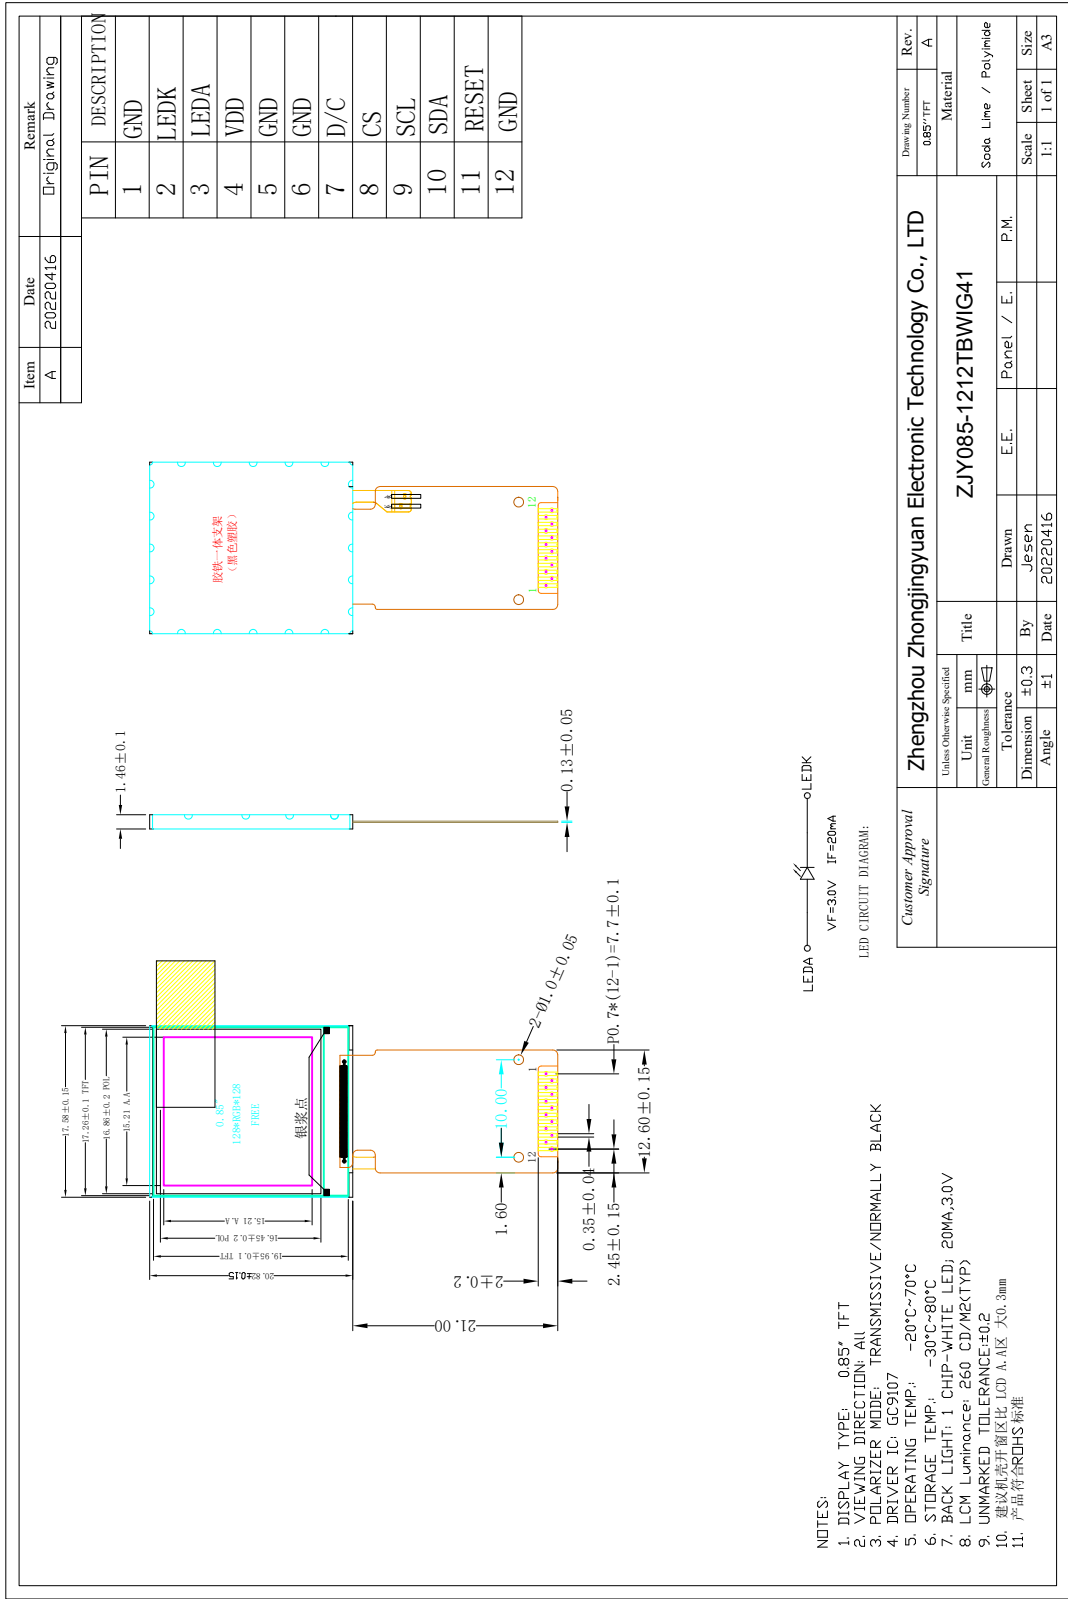 Item Date Remark
A 20220416 Original Drawing
PIN DESCRIPTION
1 GND
2 LEDK
3 LEDA
4 VDD
5 GND
6 GND
7 D/C
8 CS
9 SCL
10 SDA
11 RESET
12 GND
17.58±0.15
17.26±0.1 TFT
16.86±0.2 POL
15.21 A.A
15.21 A.A
16.45±0.2 POL
19.95±0.1 TFT
20.82±0.15
0.85"
128*RGB*128
FREE
银浆点
21.00
2±0.2
1.60
10.00
2-Ø1.0±0.05
12
1
0.35±0.04
2.45±0.15
P0.7*(12-1)=7.7±0.1
12.60±0.15
1.46±0.1
0.13±0.05
胶铁一体支架
(黑色塑胶)
1
12
LEDA
LEDK
VF=3.0V IF=20mA
LED CIRCUIT DIAGRAM:
NOTES:
1. DISPLAY TYPE: 0.85" TFT
2. VIEWING DIRECTION: All
3. POLARIZER MODE: TRANSMISSIVE/NORMALLY BLACK
4. DRIVER IC: GC9107
5. OPERATING TEMP.: -20°C~70°C
6. STORAGE TEMP.: -30°C~80°C
7. BACK LIGHT: 1 CHIP-WHITE LED; 20MA,3.0V
8. LCM Luminance: 260 CD/M2(TYP)
9. UNMARKED TOLERANCE:±0.2
10. 建议机壳开窗区比 LCD A.A区 大0.3mm
11. 产品符合ROHS标准
Customer Approval
Signature
Zhengzhou Zhongjingyuan Electronic Technology Co., LTD
Drawing Number Rev.
0.85"TFT A
Unless Otherwise Specified
Unit mm
General Roughness
Tolerance
Dimension ±0.3
Angle ±1
Title
ZJY085-1212TBWIG41
Material
Soda Lime / Polyimide
Drawn E.E. Panel / E. P.M.
By Jesen
Date 20220416
Scale Sheet Size
1:1 1 of 1 A3